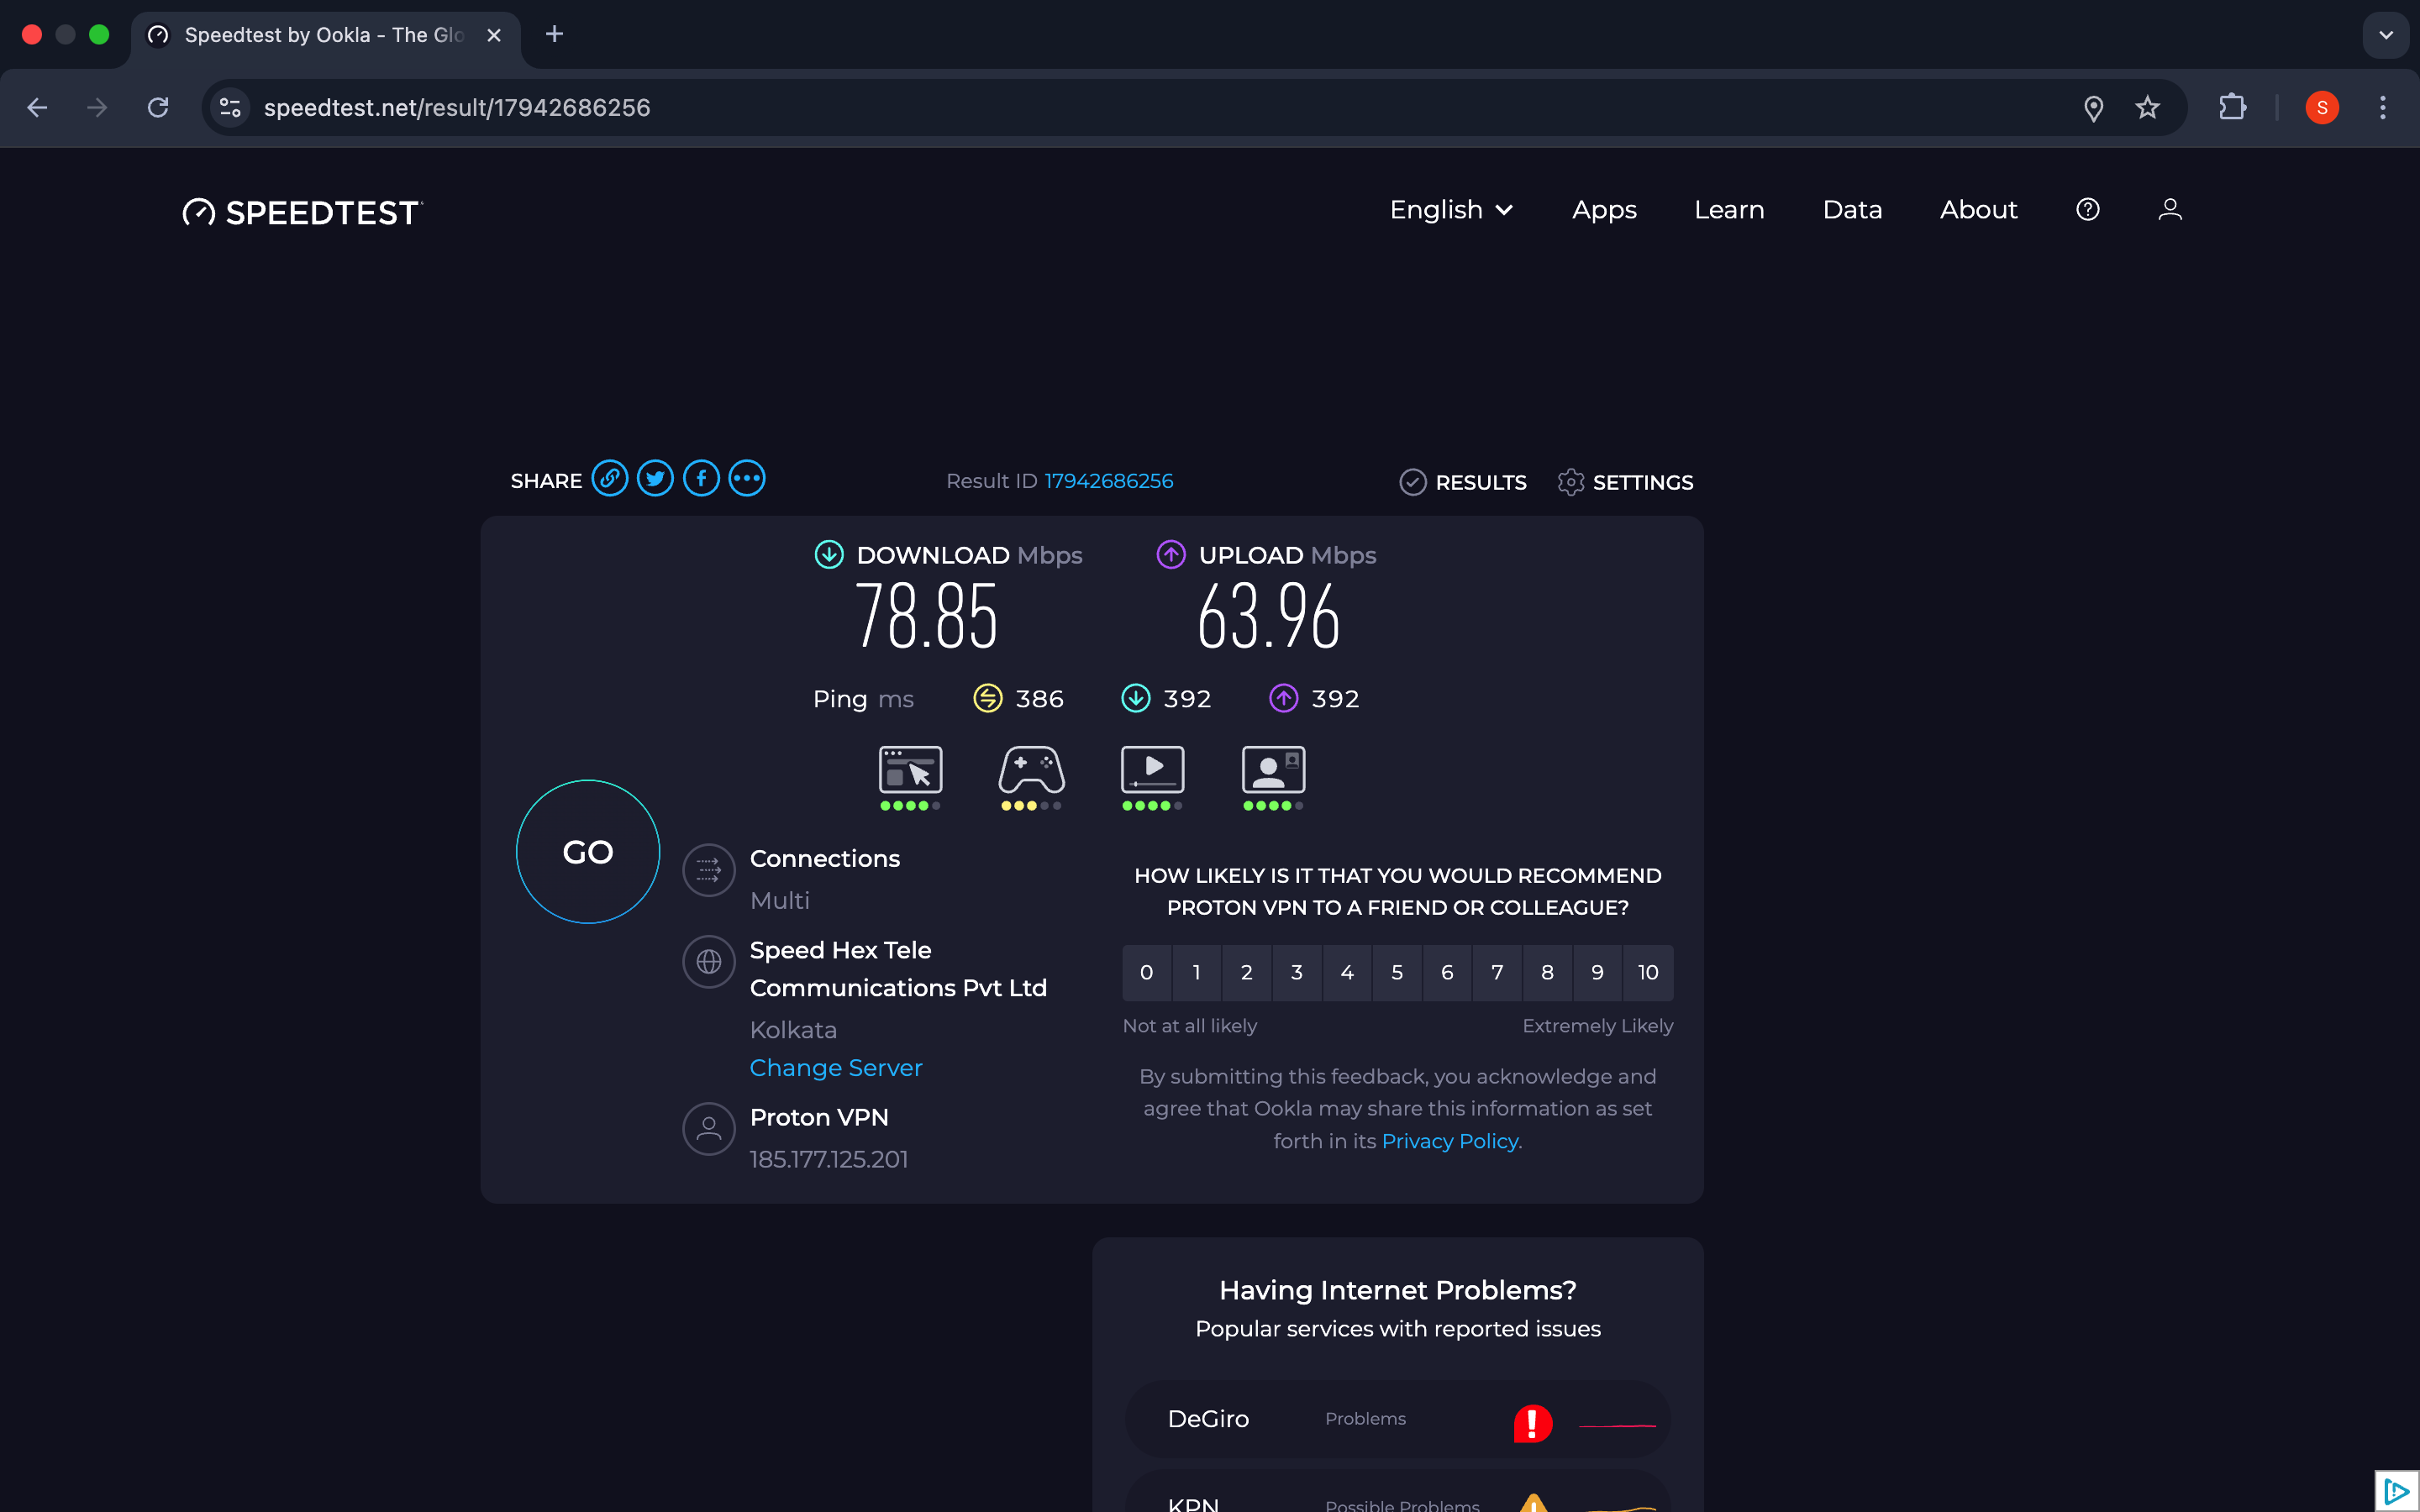 Speedtest by Ookla - The Glo
speedtest.net/result/17942686256
S
SPEEDTEST
English
Apps
Learn
Data
About
SHARE
Result ID 17942686256
RESULTS
SETTINGS
DOWNLOAD Mbps
78.85
UPLOAD Mbps
63.96
Ping ms
386
392
392
GO
Connections
Multi
Speed Hex Tele
Communications Pvt Ltd
Kolkata
Change Server
Proton VPN
185.177.125.201
HOW LIKELY IS IT THAT YOU WOULD RECOMMEND
PROTON VPN TO A FRIEND OR COLLEAGUE?
0 1 2 3 4 5 6 7 8 9 10
Not at all likely
Extremely Likely
By submitting this feedback, you acknowledge and
agree that Ookla may share this information as set
forth in its Privacy Policy.
Having Internet Problems?
Popular services with reported issues
DeGiro
Problems
KPN
Possible Problems